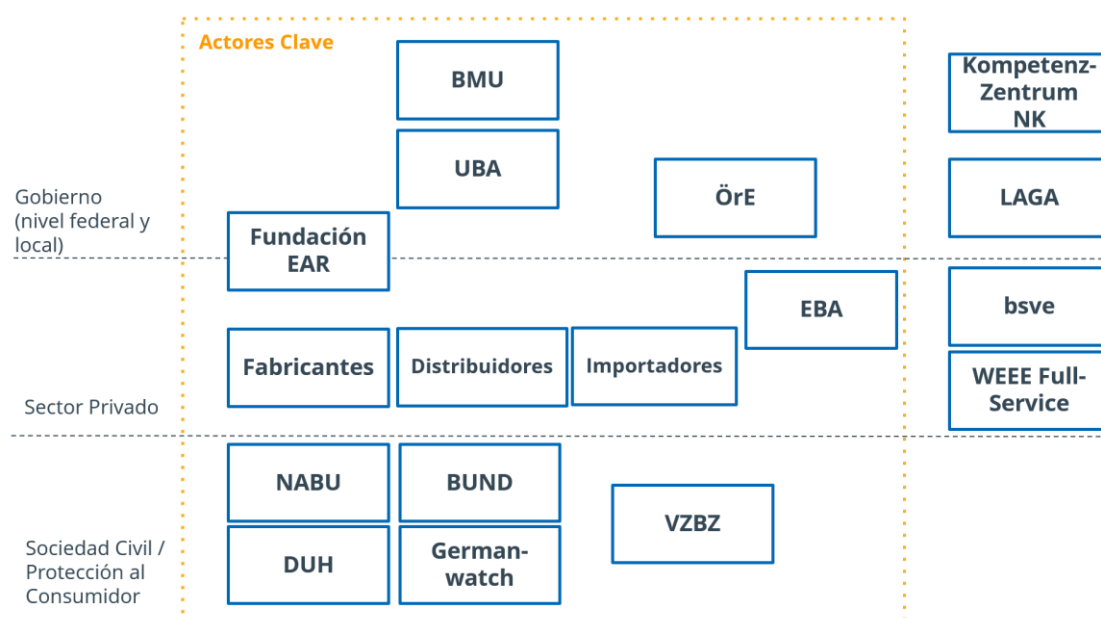 Actores Clave
BMU
Kompetenz-
Zentrum
NK
UBA
ÖrE
LAGA
Gobierno
(nivel federal y
local)
Fundación
EAR
EBA
bsve
Fabricantes
Distribuidores
Importadores
WEEE Full-
Service
Sector Privado
NABU
BUND
VZBZ
Sociedad Civil /
Protección al
Consumidor
DUH
German-
watch